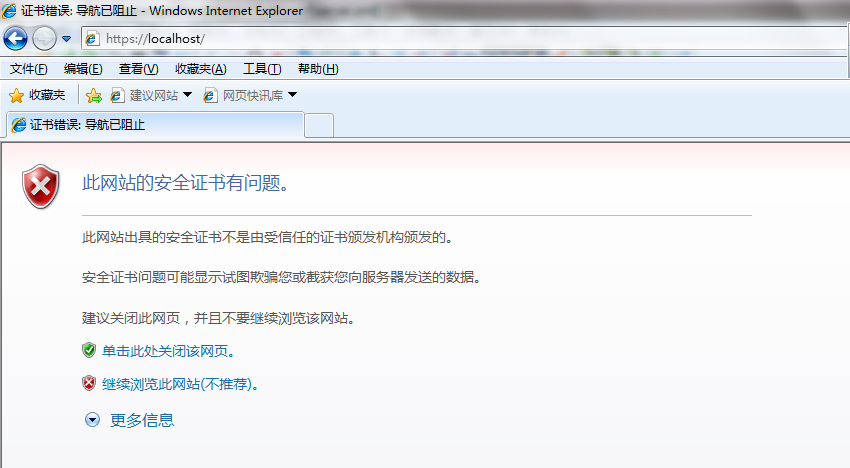 证书错误: 导航已阻止 - Windows Internet Explorer
https://localhost/
文件(F) 编辑(E) 查看(V) 收藏夹(A) 工具(T) 帮助(H)
收藏夹 建议网站 网页快讯库
证书错误: 导航已阻止
此网站的安全证书有问题。
此网站出具的安全证书不是由受信任的证书颁发机构颁发的。
安全证书问题可能显示试图欺骗您或截获您向服务器发送的数据。
建议关闭此网页，并且不要继续浏览该网站。
单击此处关闭该网页。
继续浏览此网站(不推荐)。
更多信息